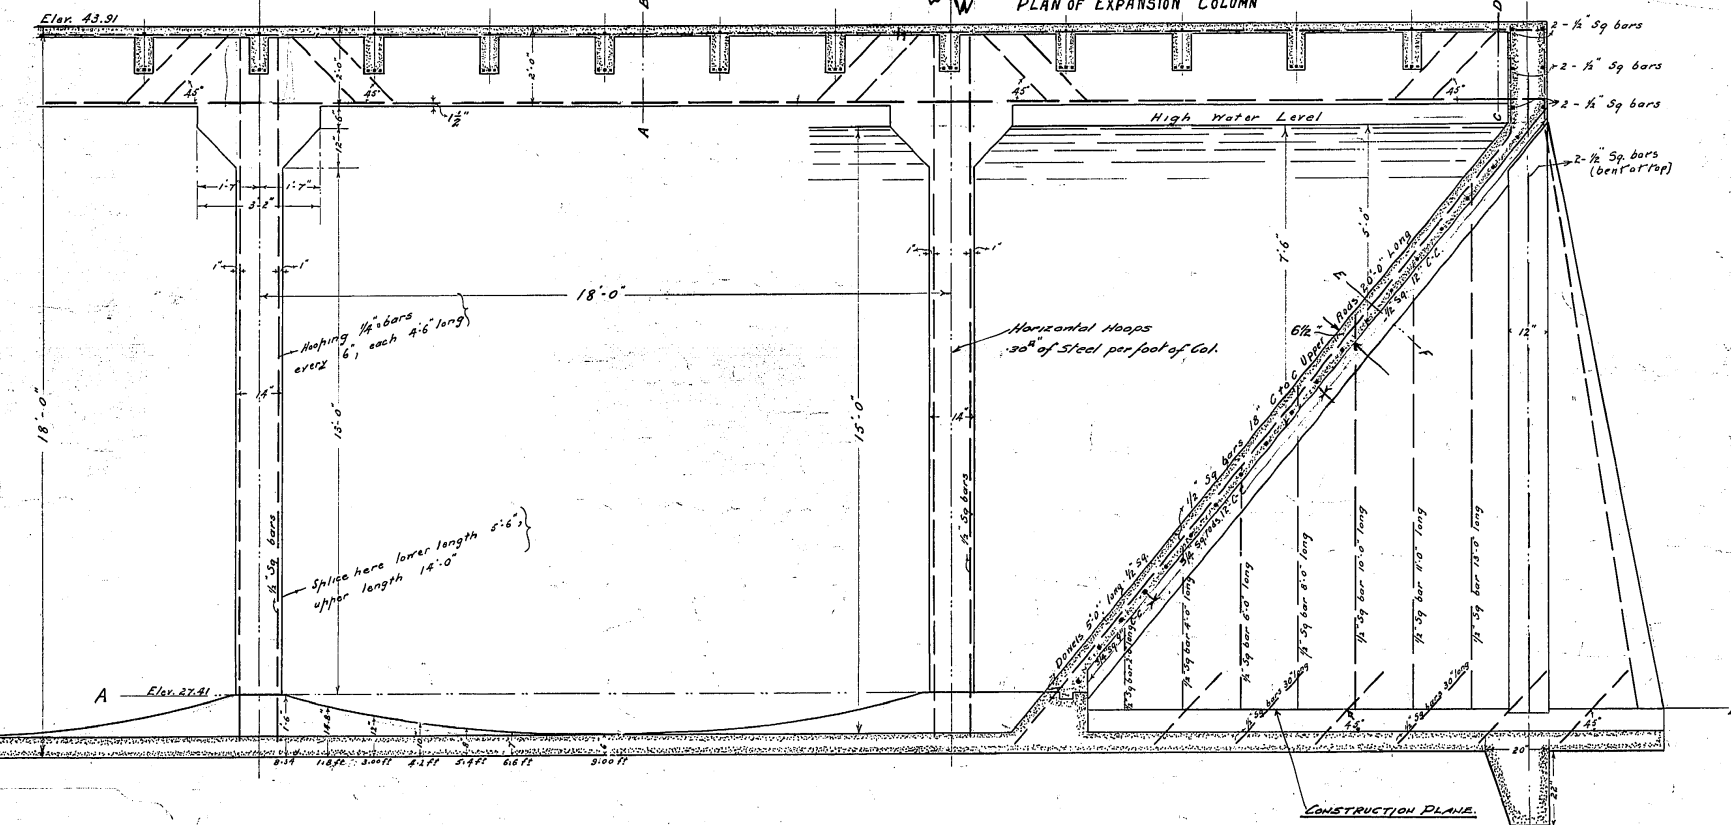 PLAN OF EXPANSION COLUMN
W
B
D
Elev. 43.91
2 - ½" Sq bars
2 - ½" Sq bars
2 - ½" Sq bars
2'-0"
2'-0"
45°
45°
45°
45°
1½"
A
C
High Water Level
2-½" Sq. bars
(bent at top)
12"
6"
1'-7"
1'-7"
3'-2"
1"
1"
1"
1"
18'-0"
7'-6"
5'-0"
Hooping ¼" bars
every 6", each 4'-6" long
Horizontal Hoops
.30 of Steel per foot of Col.
6½"
12"
18'-0"
14"
13'-0"
15'-0"
14"
½" Sq bars 18" C to C Upper Rods 20'-0" Long
½" Sq. 12" C.-C.
¾" Sq. rods 12" C-C
Splice here lower length 5'-6",
upper length 14'-0"
½" Sq bars
½" Sq bars
Dowels 5'-0" long ½" Sq.
½" Sq bar 4'-0" long
½" Sq bar 6'-0" long
½" Sq bar 8'-0" long
½" Sq bar 10'-0" long
½" Sq bar 11'-0" long
½" Sq bar 13'-0" long
A
Elev. 27.41
1'-6"
12"
½" Sq bars 30" long
½" Sq bars 30" long
45°
45°
1.8 ft
3.00 ft
4.2 ft
5.4 ft
6.6 ft
9.00 ft
20"
22"
CONSTRUCTION PLANE.